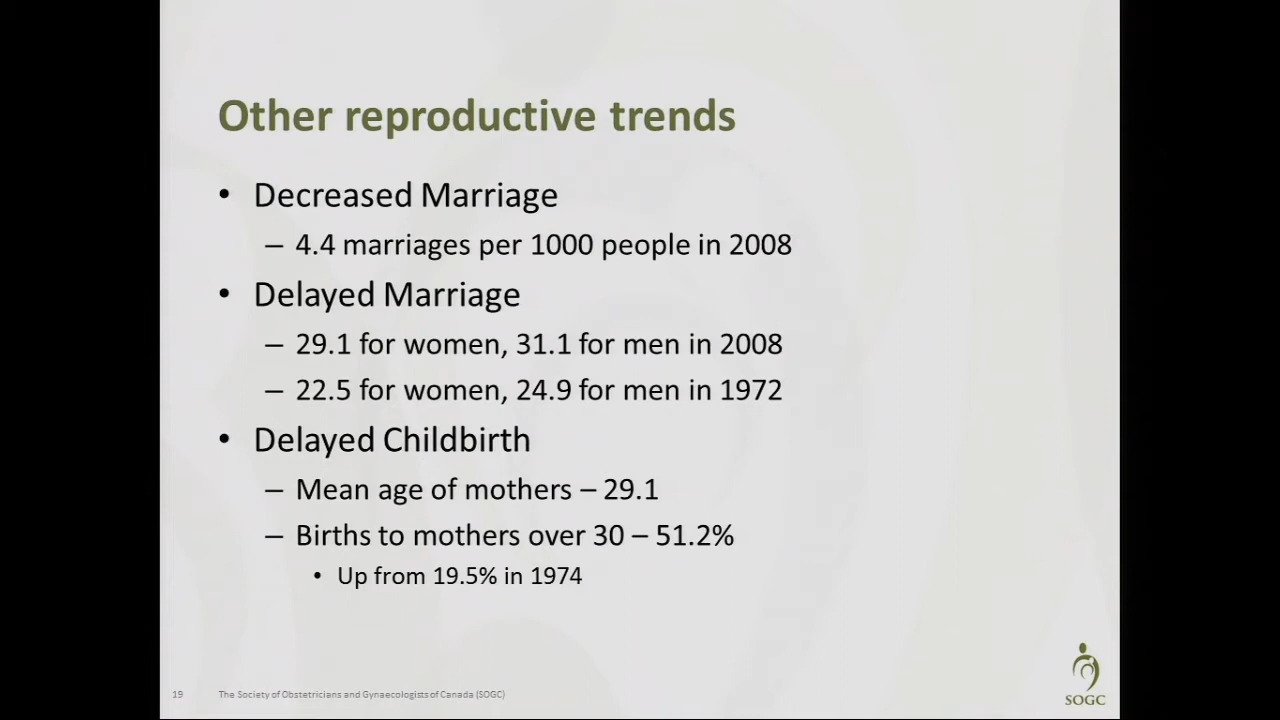 Other reproductive trends
• Decreased Marriage
– 4.4 marriages per 1000 people in 2008
• Delayed Marriage
– 29.1 for women, 31.1 for men in 2008
– 22.5 for women, 24.9 for men in 1972
• Delayed Childbirth
– Mean age of mothers – 29.1
– Births to mothers over 30 – 51.2%
• Up from 19.5% in 1974
19 The Society of Obstetricians and Gynaecologists of Canada (SOGC)
SOGC